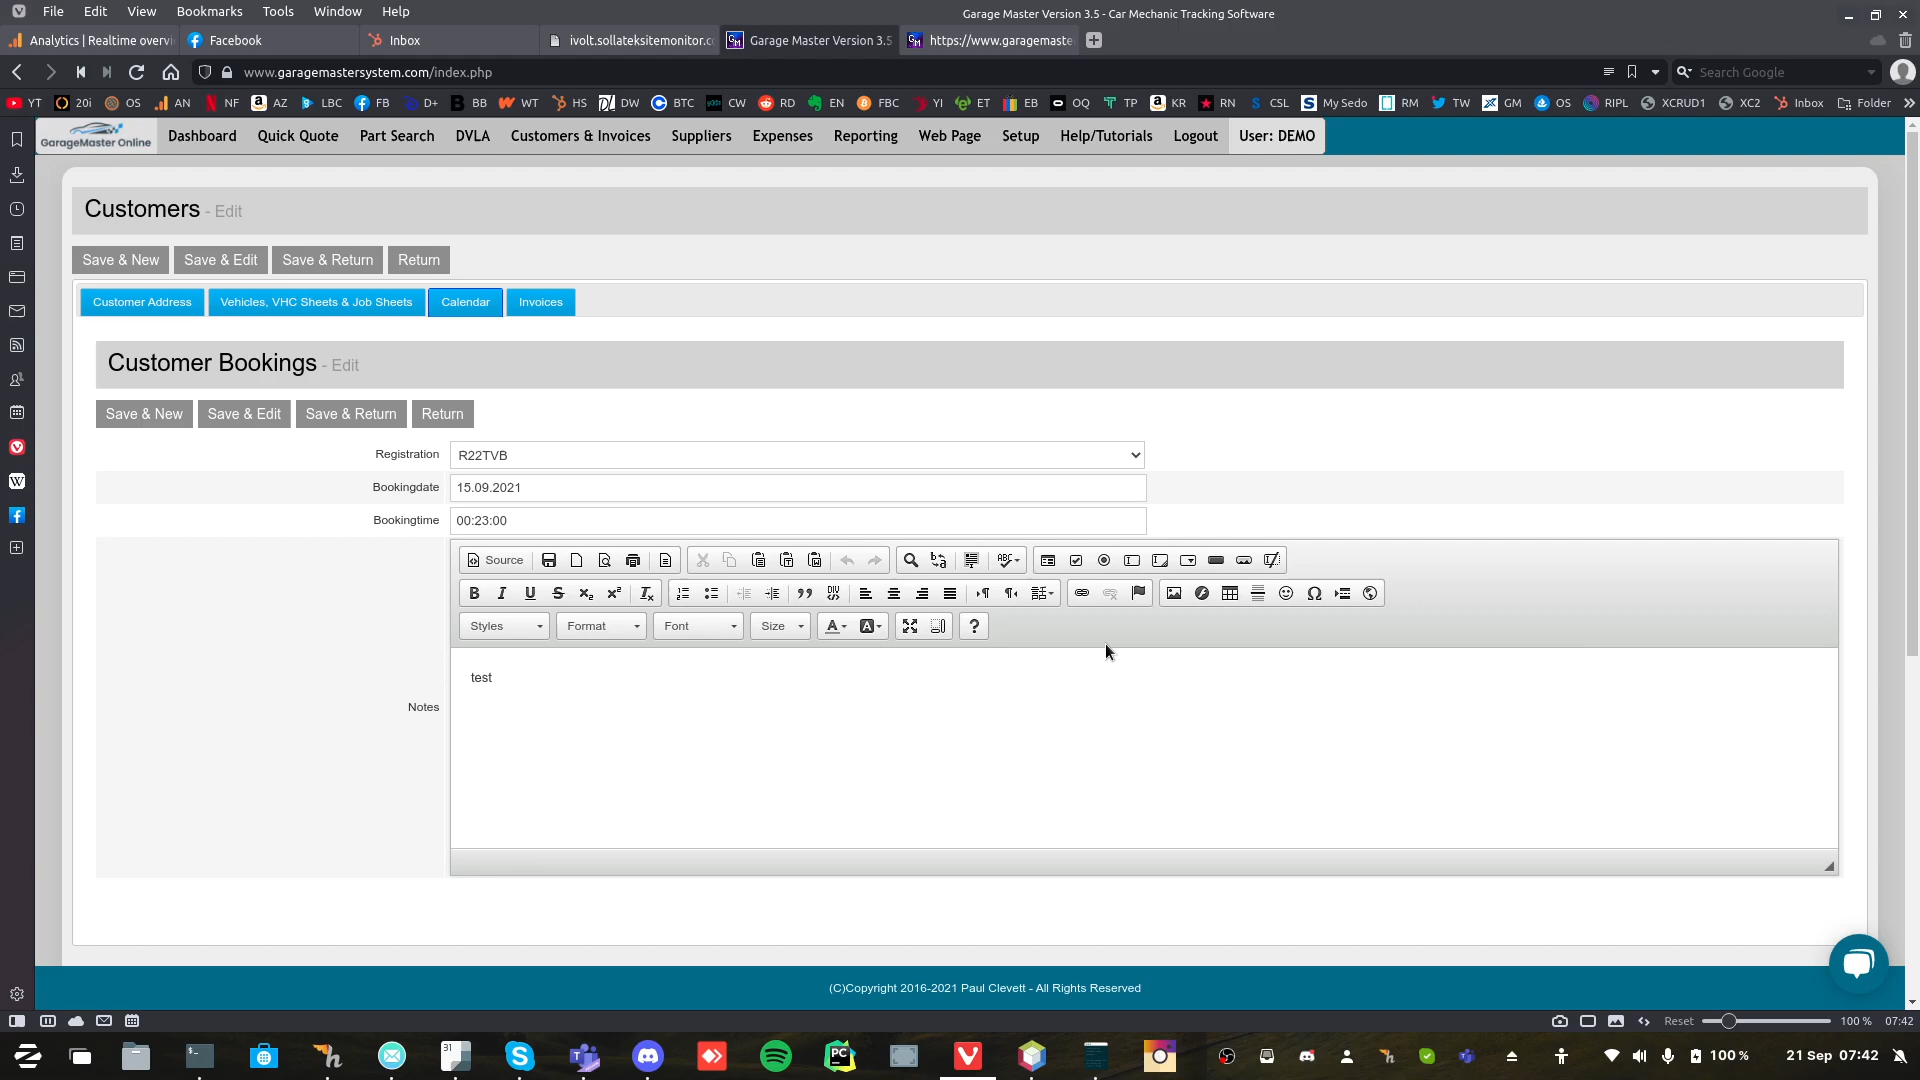 File Edit View Bookmarks Tools Window Help
Garage Master Version 3.5 - Car Mechanic Tracking Software
Analytics | Realtime overvi
Facebook
Inbox
ivolt.sollateksitemonitor.c
Garage Master Version 3.5
https://www.garagemaste
www.garagemastersystem.com/index.php
Search Google
YT 20i OS AN NF AZ LBC FB D+ BB WT HS DW BTC CW RD EN FBC YI ET EB OQ TP KR RN CSL My Sedo RM TW GM OS RIPL XCRUD1 XC2 Inbox Folder
GarageMaster Online
Dashboard Quick Quote Part Search DVLA Customers & Invoices Suppliers Expenses Reporting Web Page Setup Help/Tutorials Logout User: DEMO
Customers - Edit
Save & New Save & Edit Save & Return Return
Customer Address Vehicles, VHC Sheets & Job Sheets Calendar Invoices
Customer Bookings - Edit
Save & New Save & Edit Save & Return Return
Registration R22TVB
Bookingdate 15.09.2021
Bookingtime 00:23:00
Source
Styles Format Font Size
test
Notes
(C)Copyright 2016-2021 Paul Clevett - All Rights Reserved
Reset 100 % 07:42
31
PC
100 %
21 Sep 07:42